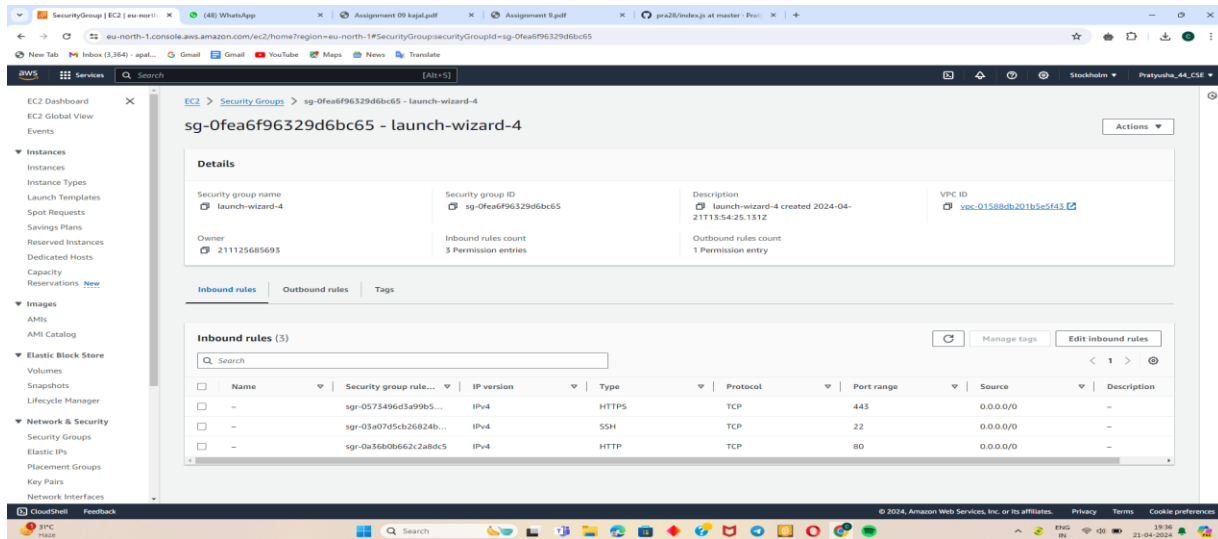 SecurityGroup | EC2 | eu-north- × (48) WhatsApp × Assignment 09 kajal.pdf × Assignment 9.pdf × pra28/index.js at master · Prat ×
eu-north-1.console.aws.amazon.com/ec2/home?region=eu-north-1#SecurityGroup:securityGroupId=sg-0fea6f96329d6bc65
New Tab Inbox (3,364) - apal... Gmail Gmail YouTube Maps News Translate
aws Services Search [Alt+S] Stockholm Pratyusha_44_CSE
EC2 Dashboard
EC2 Global View
Events
Instances
Instances
Instance Types
Launch Templates
Spot Requests
Savings Plans
Reserved Instances
Dedicated Hosts
Capacity
Reservations New
Images
AMIs
AMI Catalog
Elastic Block Store
Volumes
Snapshots
Lifecycle Manager
Network & Security
Security Groups
Elastic IPs
Placement Groups
Key Pairs
Network Interfaces
EC2 > Security Groups > sg-0fea6f96329d6bc65 - launch-wizard-4
sg-0fea6f96329d6bc65 - launch-wizard-4 Actions
Details
Security group name Security group ID Description VPC ID
launch-wizard-4 sg-0fea6f96329d6bc65 launch-wizard-4 created 2024-04- vpc-01588db201b5e5f43
21T13:54:25.131Z
Owner Inbound rules count Outbound rules count
211125685693 3 Permission entries 1 Permission entry
Inbound rules Outbound rules Tags
Inbound rules (3) Manage tags Edit inbound rules
Search < 1 >
Name Security group rule... IP version Type Protocol Port range Source Description
– sgr-0573496d3a99b5... IPv4 HTTPS TCP 443 0.0.0.0/0 –
– sgr-03a07d5cb26824b... IPv4 SSH TCP 22 0.0.0.0/0 –
– sgr-0a36b0b662c2a8dc5 IPv4 HTTP TCP 80 0.0.0.0/0 –
CloudShell Feedback © 2024, Amazon Web Services, Inc. or its affiliates. Privacy Terms Cookie preferences
31°C Search ENG 19:36
Haze IN 21-04-2024